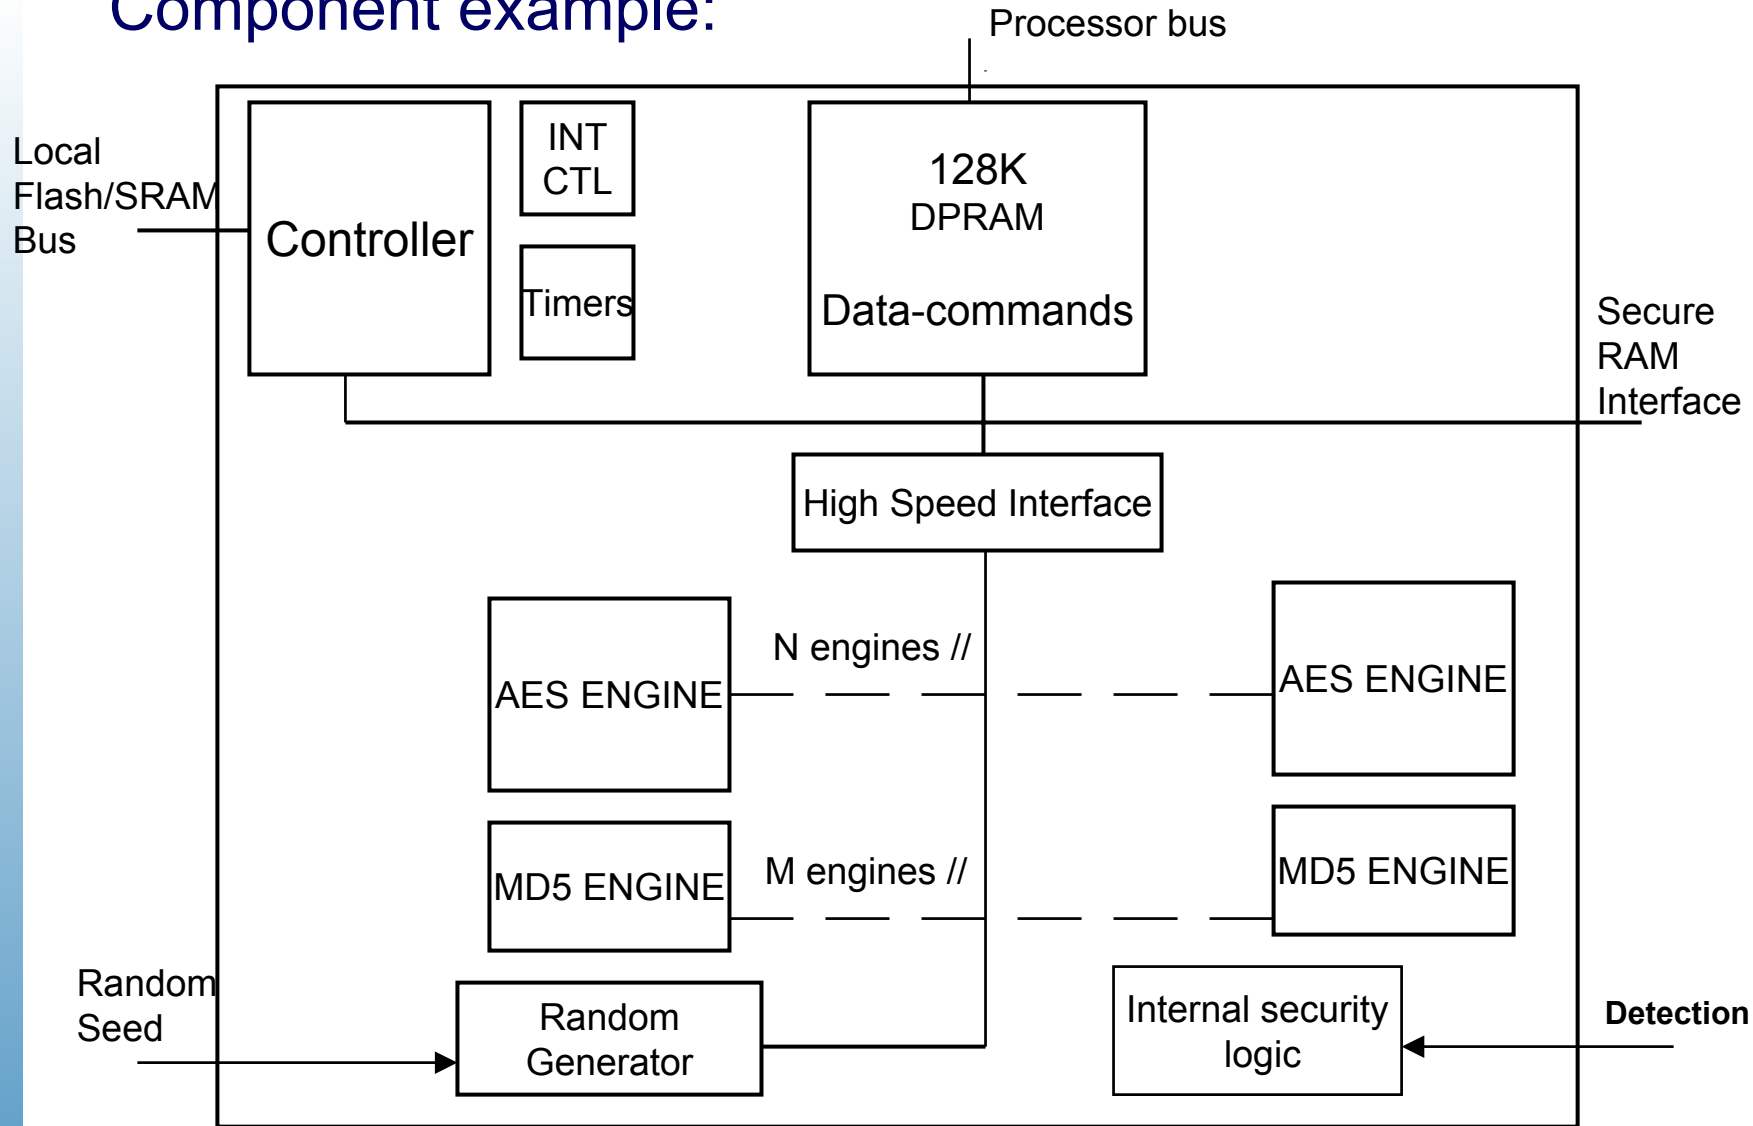 Component example:
Processor bus
Local
Flash/SRAM
Bus
Controller
INT
CTL
Timers
128K
DPRAM
Data-commands
Secure
RAM
Interface
High Speed Interface
AES ENGINE
N engines //
AES ENGINE
MD5 ENGINE
M engines //
MD5 ENGINE
Random
Seed
Random
Generator
Internal security
logic
Detection